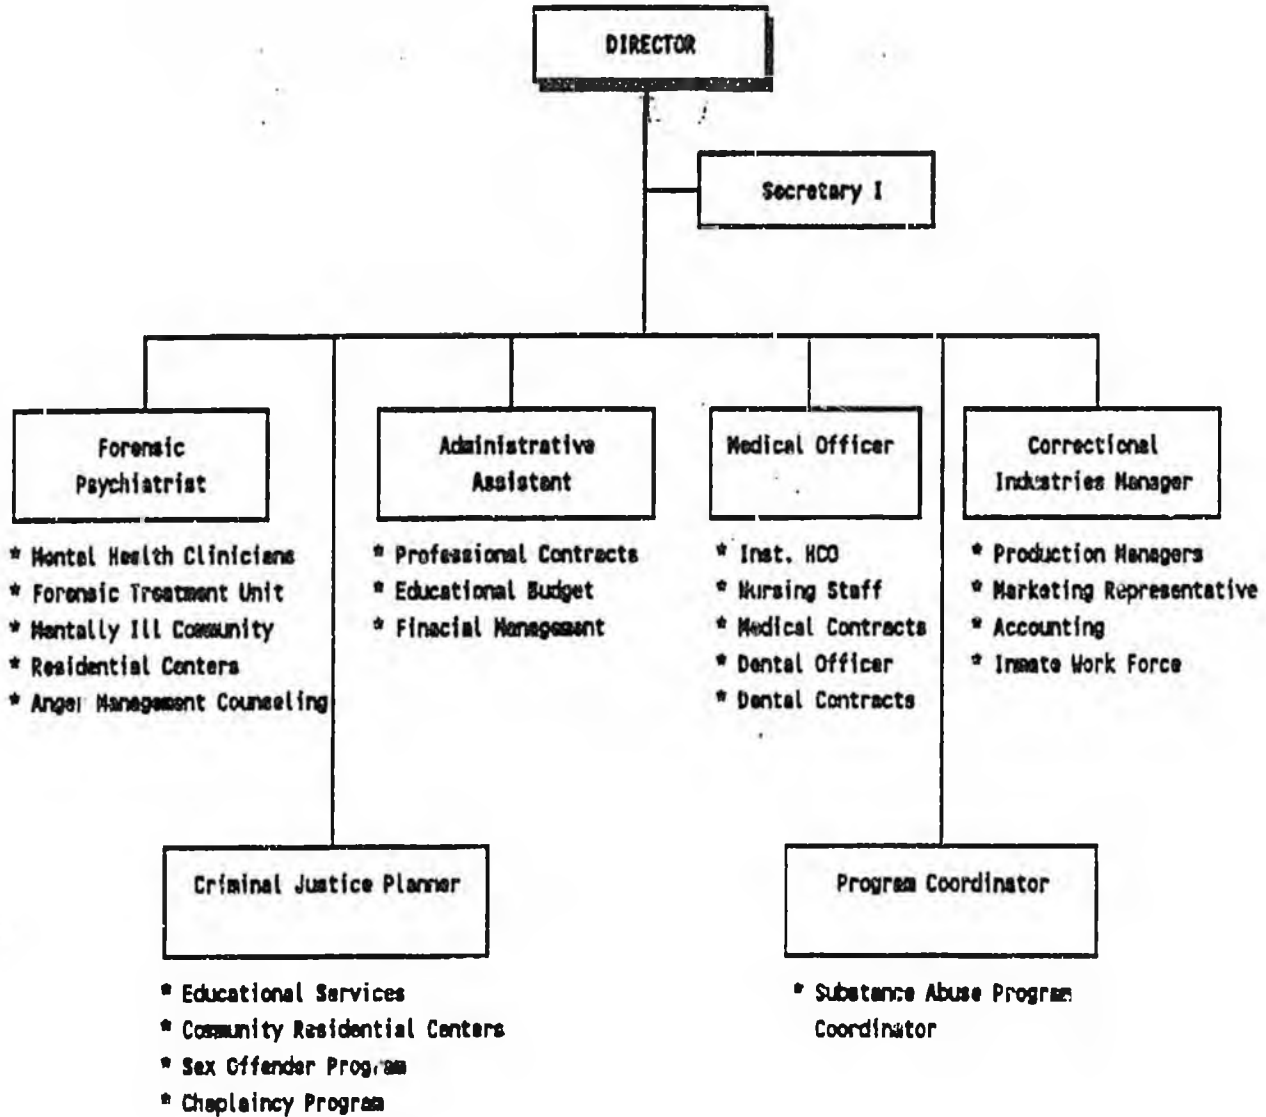 DIRECTOR
Secretary I
Forensic
Psychiatrist
* Mental Health Clinicians
* Forensic Treatment Unit
* Mentally Ill Community
* Residential Centers
* Anger Management Counseling
Administrative
Assistant
* Professional Contracts
* Educational Budget
* Finacial Management
Medical Officer
* Inst. HCO
* Nursing Staff
* Medical Contracts
* Dental Officer
* Dental Contracts
Correctional
Industries Manager
* Production Managers
* Marketing Representative
* Accounting
* Inmate Work Force
Criminal Justice Planner
* Educational Services
* Community Residential Centers
* Sex Offender Program
* Chaplaincy Program
Program Coordinator
* Substance Abuse Program
Coordinator